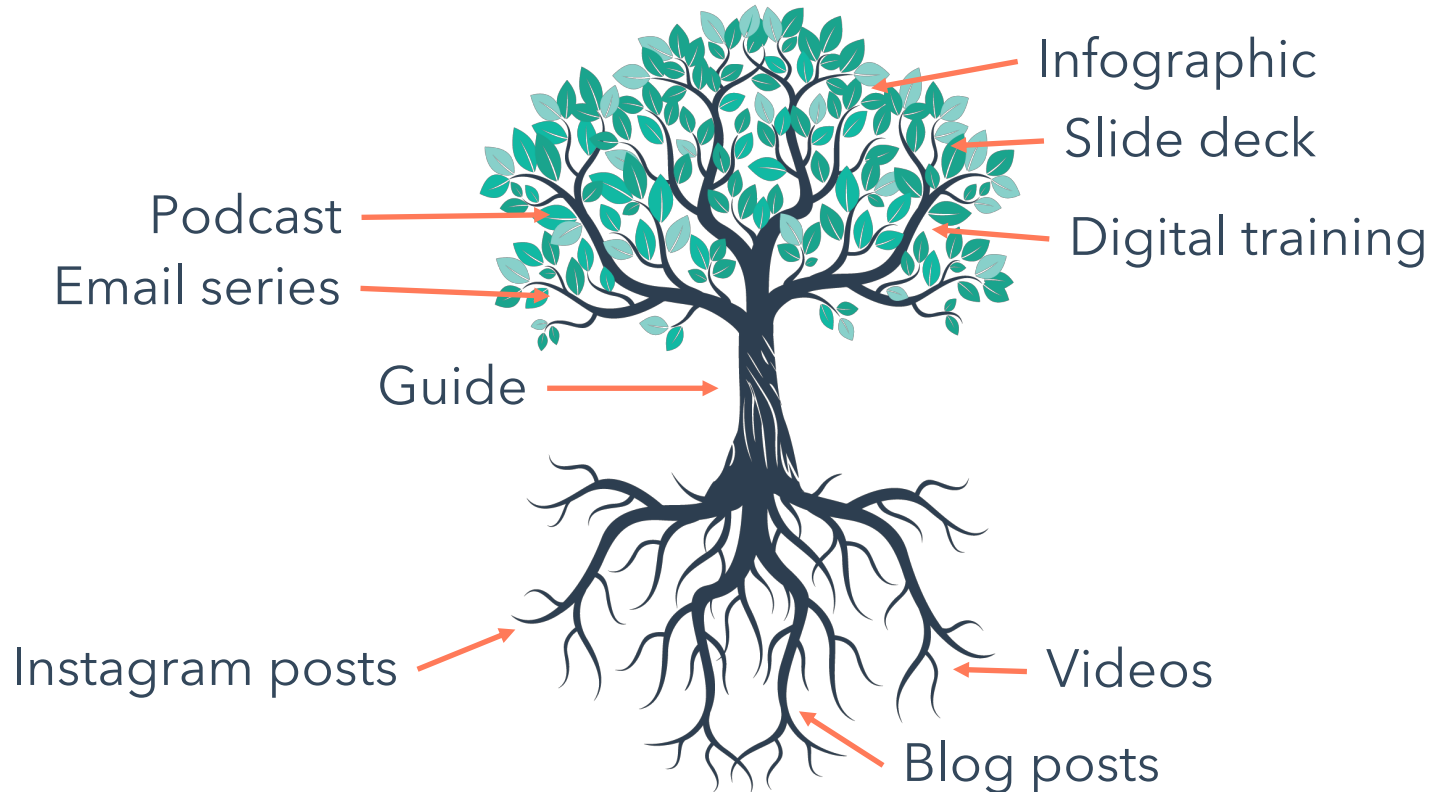 Infographic
Slide deck
Podcast
Digital training
Email series
Guide
Instagram posts
Videos
Blog posts